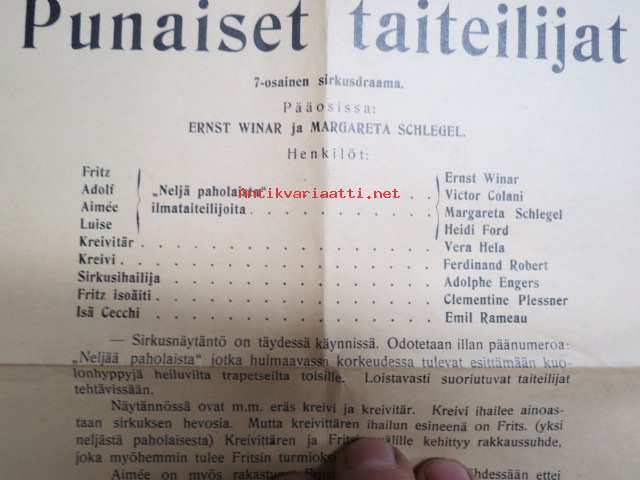 Punaiset taiteilijat
7-osainen sirkusdraama.
Pääosissa:
ERNST WINAR ja MARGARETA SCHLEGEL.
Henkilöt:
Fritz Ernst Winar
Adolf „Neljä paholaista“ Victor Colani
Antikvariaatti.net
Aimée ilmataiteilijoita . . . . . . . . . . Margareta Schlegel
Luise Heidi Ford
Kreivitär . . . . . . . . . . Vera Hela
Kreivi . . . . . . . . . . Ferdinand Robert
Sirkusihailija . . . . . . . . . . Adolphe Engers
Fritz isoäiti . . . . . . . . . . Clementine Plessner
Isä Cecchi . . . . . . . . . . Emil Rameau
— Sirkusnäytäntö on täydessä käynnissä. Odotetaan illan päänumeroa:
„Neljää paholaista“ jotka huimaavassa korkeudessa tulevat esittämään kuo-
lonhyppyjä heiluvilta trapetseilta toisille. Loistavasti suoriutuvat taiteilijat
tehtävissään.
Näytännössä ovat m.m. eräs kreivi ja kreivitär. Kreivi ihailee ainoas-
taan sirkuksen hevosia. Mutta kreivittären ihailun esineenä on Frits. (yksi
neljästä paholaisesta) Kreivittären ja Fritsin välille kehittyy rakkaussuhde,
joka myöhemmin tulee Fritsin turmioksi
Aimée on myös rakastunut ettei